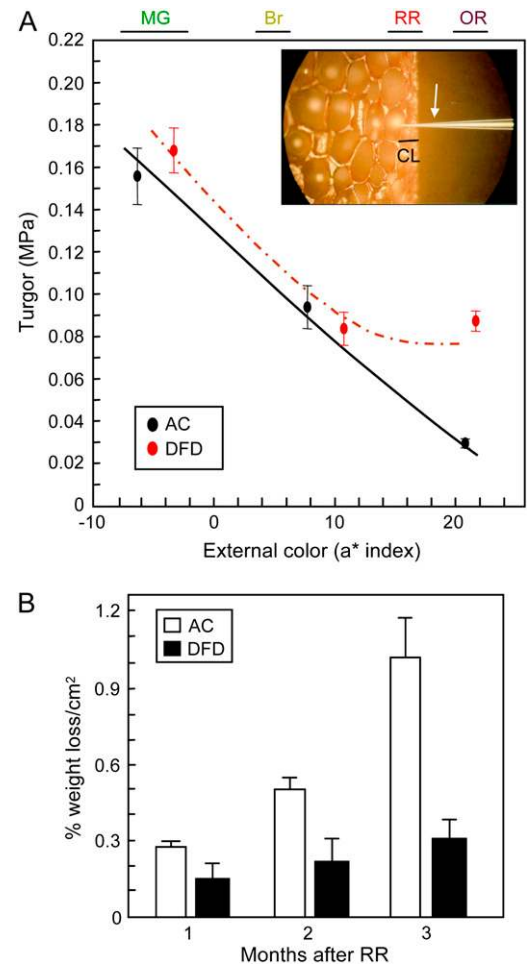 A
MG Br RR OR
0.22
0.20
0.18
0.16
0.14
0.12
0.10
0.08
0.06
0.04
0.02
0
Turgor (MPa)
CL
AC
DFD
-10 0 10 20
External color (a* index)
B
1.2
0.9
0.6
0.3
0
% weight loss/cm²
AC
DFD
1 2 3
Months after RR